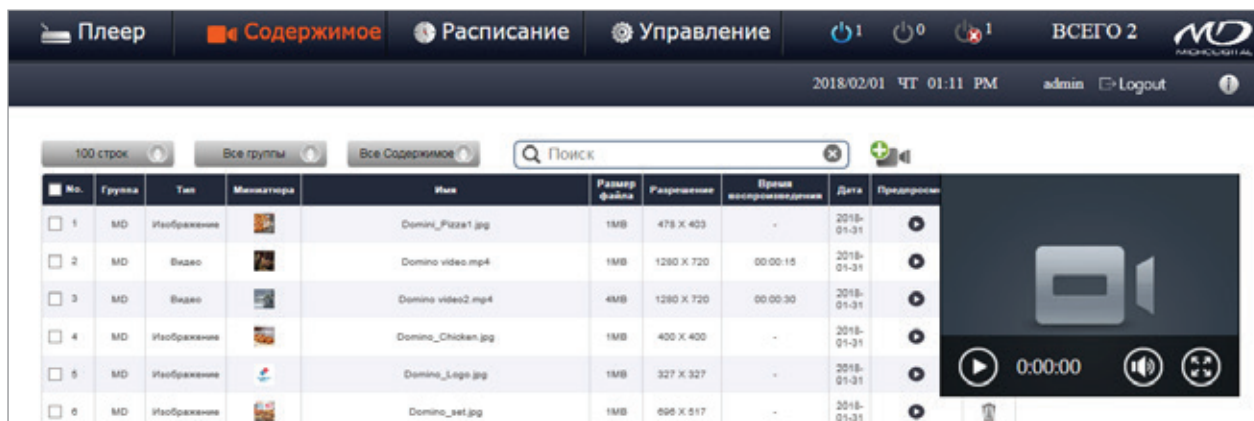 Плеер Содержимое Расписание Управление 1 0 1 ВСЕГО 2 MD
MICRODIGITAL
2018/02/01 ЧТ 01:11 PM admin Logout
100 строк Все группы Все Содержимое Поиск
No. Группа Тип Миниатюра Имя Размер файла Разрешение Время воспроизведения Дата Предпросм
1 MD Изображение Domini_Pizza1.jpg 1MB 478 X 403 - 2018-01-31
2 MD Видео Domino video.mp4 1MB 1280 X 720 00:00:15 2018-01-31
3 MD Видео Domino video2.mp4 4MB 1280 X 720 00:00:30 2018-01-31
4 MD Изображение Domino_Chicken.jpg 1MB 400 X 400 - 2018-01-31
5 MD Изображение Domino_Logo.jpg 1MB 327 X 327 - 2018-01-31
0:00:00
6 MD Изображение Domino_set.jpg 1MB 696 X 517 - 2018-01-31